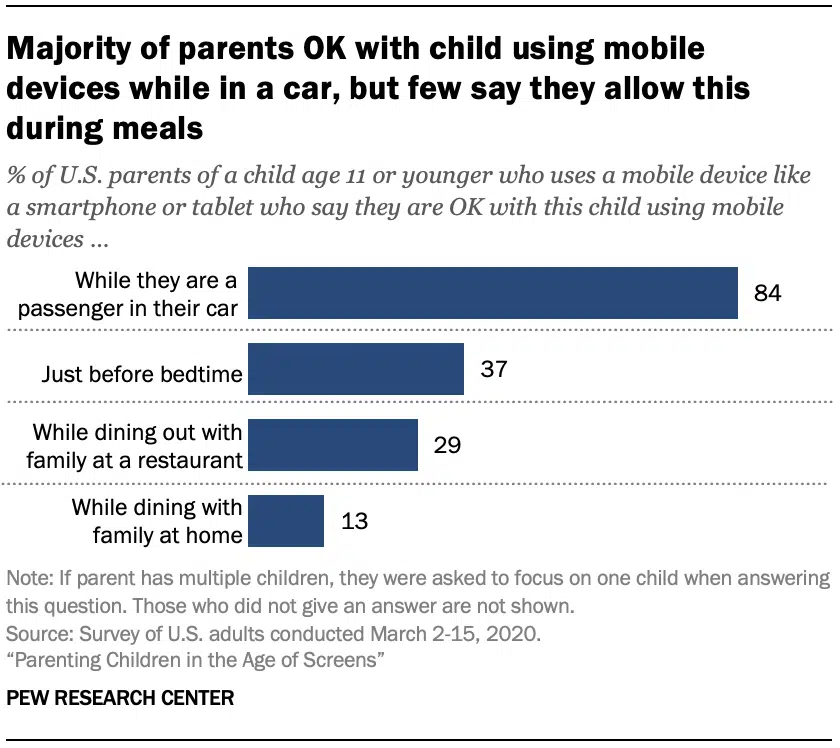 Majority of parents OK with child using mobile
devices while in a car, but few say they allow this
during meals
% of U.S. parents of a child age 11 or younger who uses a mobile device like
a smartphone or tablet who say they are OK with this child using mobile
devices ...
While they are a
passenger in their car
84
Just before bedtime
37
While dining out with
family at a restaurant
29
While dining with
family at home
13
Note: If parent has multiple children, they were asked to focus on one child when answering
this question. Those who did not give an answer are not shown.
Source: Survey of U.S. adults conducted March 2-15, 2020.
“Parenting Children in the Age of Screens”
PEW RESEARCH CENTER